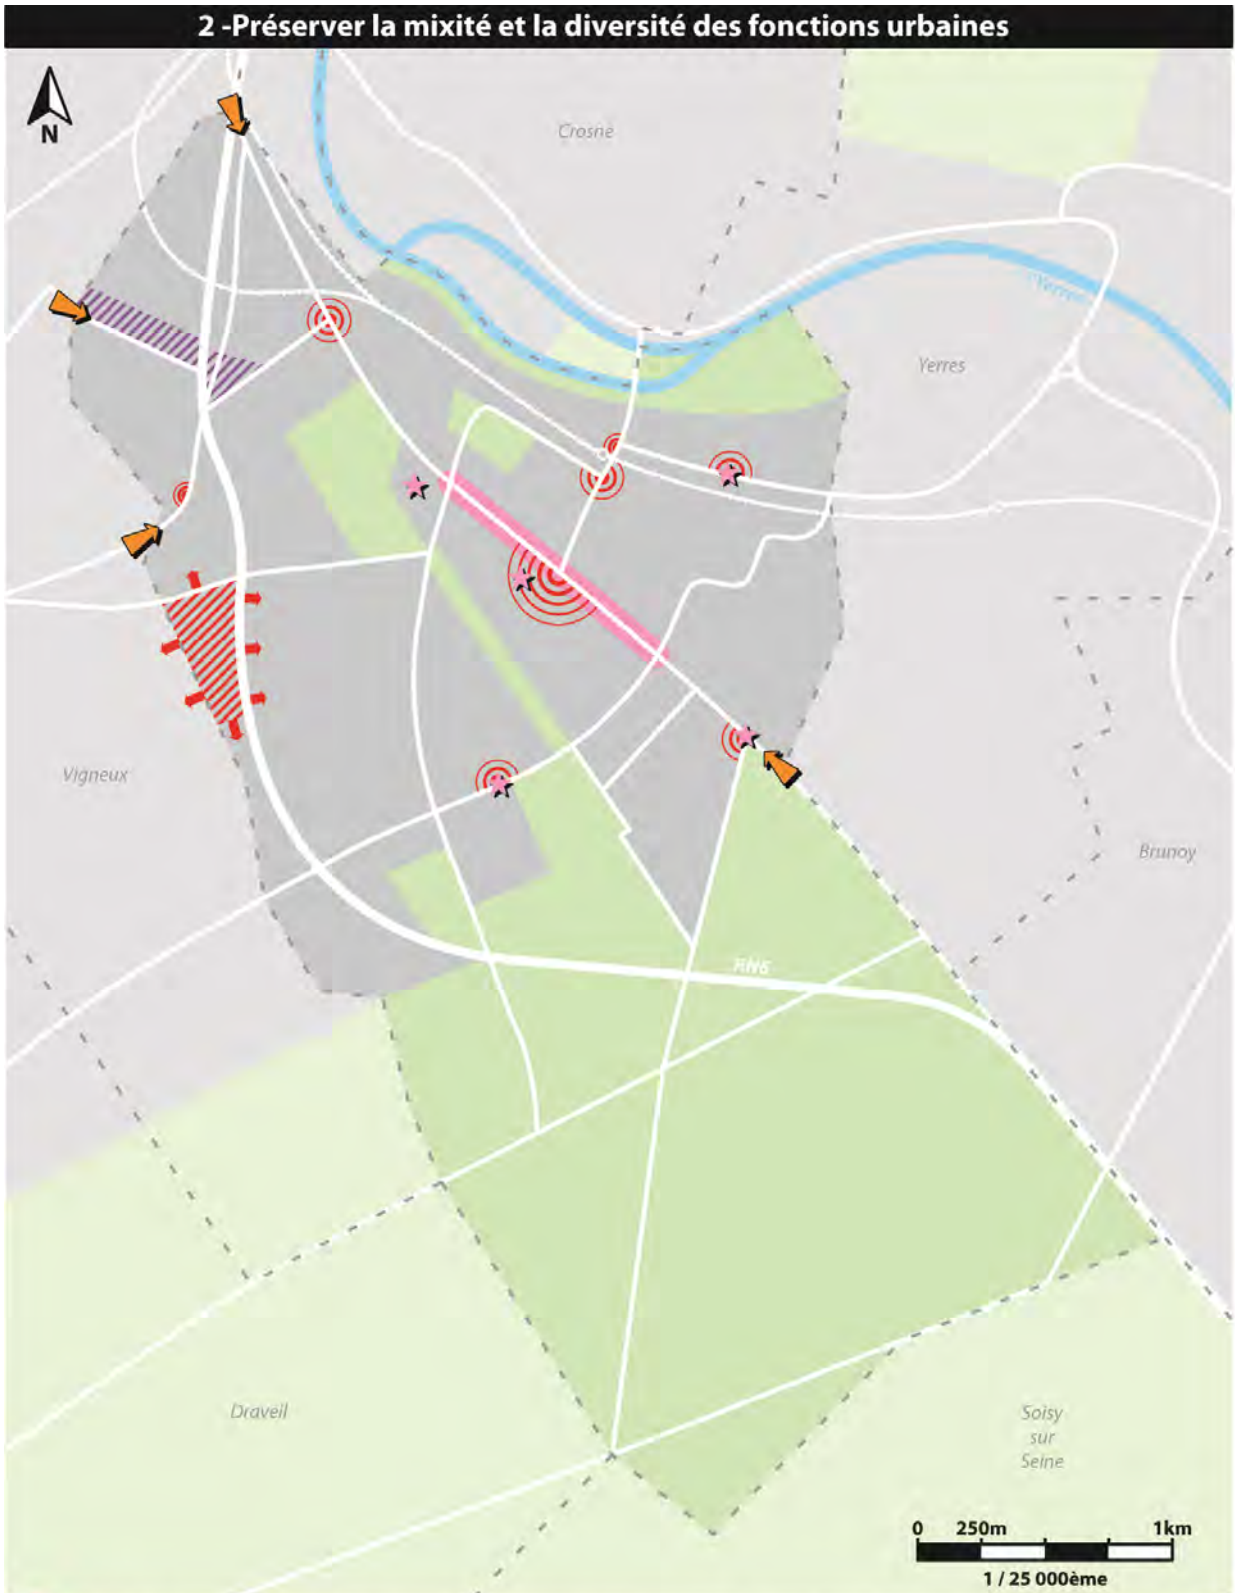 2 -Préserver la mixité et la diversité des fonctions urbaines
N
Crosne
Yerres
Yerres
Vigneux
Brunoy
RN6
Draveil
Soisy
sur
Seine
0 250m 1km
1 / 25 000ème